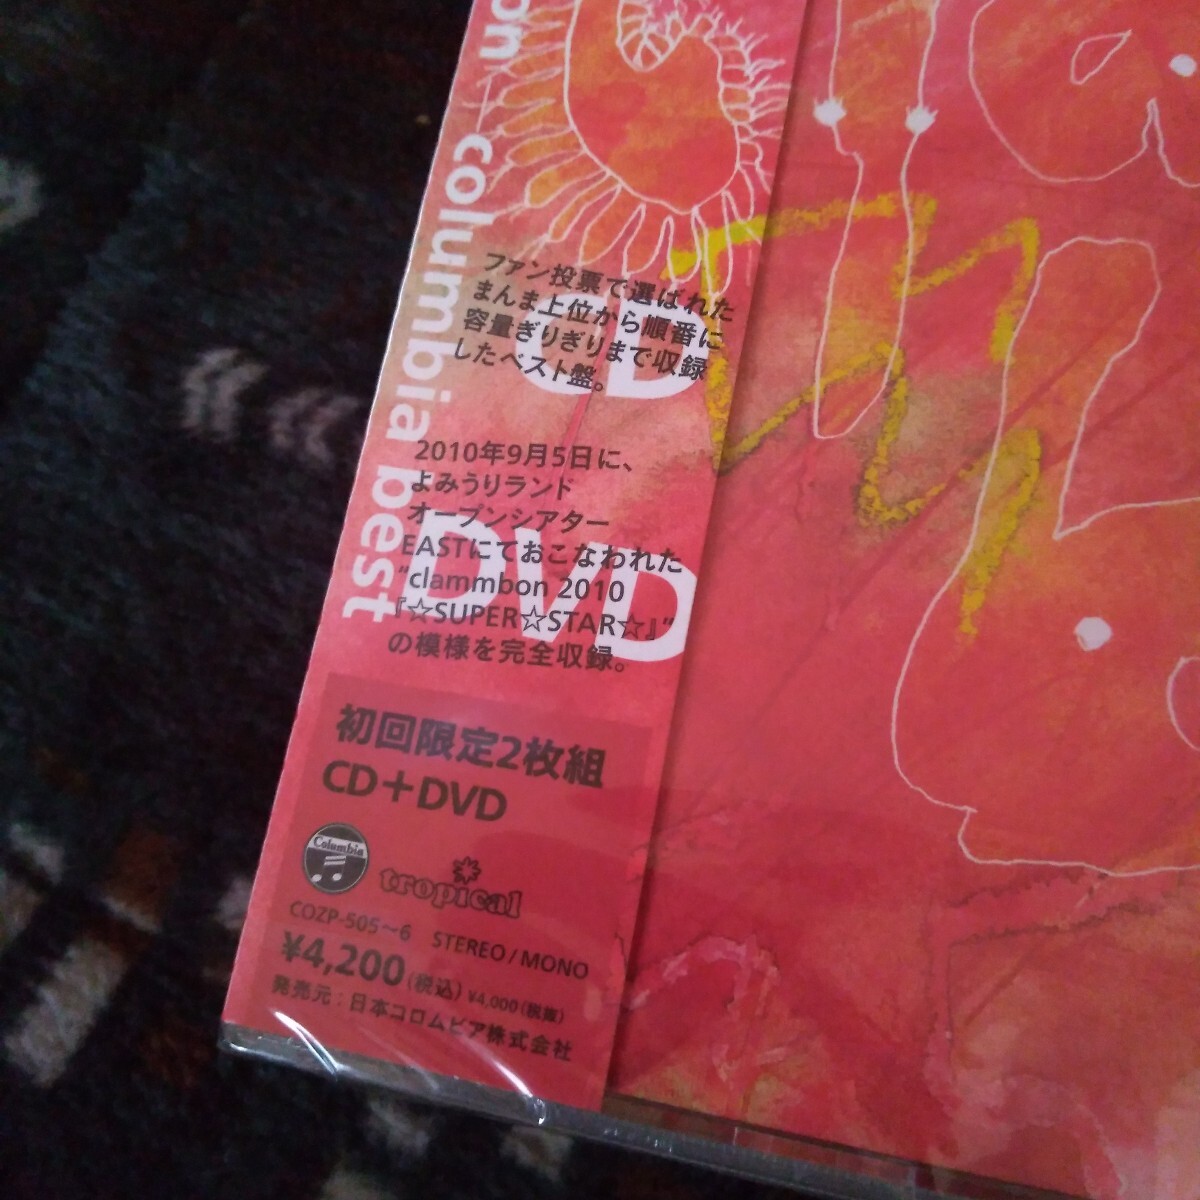 columbia best
CD
ファン投票で選ばれた
まんま上位から順番に
容量ぎりぎりまで収録
したベスト盤。
DVD
2010年9月5日に、
よみうりランド
オープンシアター
EASTにておこなわれた
“clammbon 2010
『☆SUPER☆STAR☆』”
の模様を完全収録。
初回限定2枚組
CD＋DVD
Columbia
tropical
COZP-505〜6 STEREO/MONO
¥4,200(税込) ¥4,000(税抜)
発売元：日本コロムビア株式会社